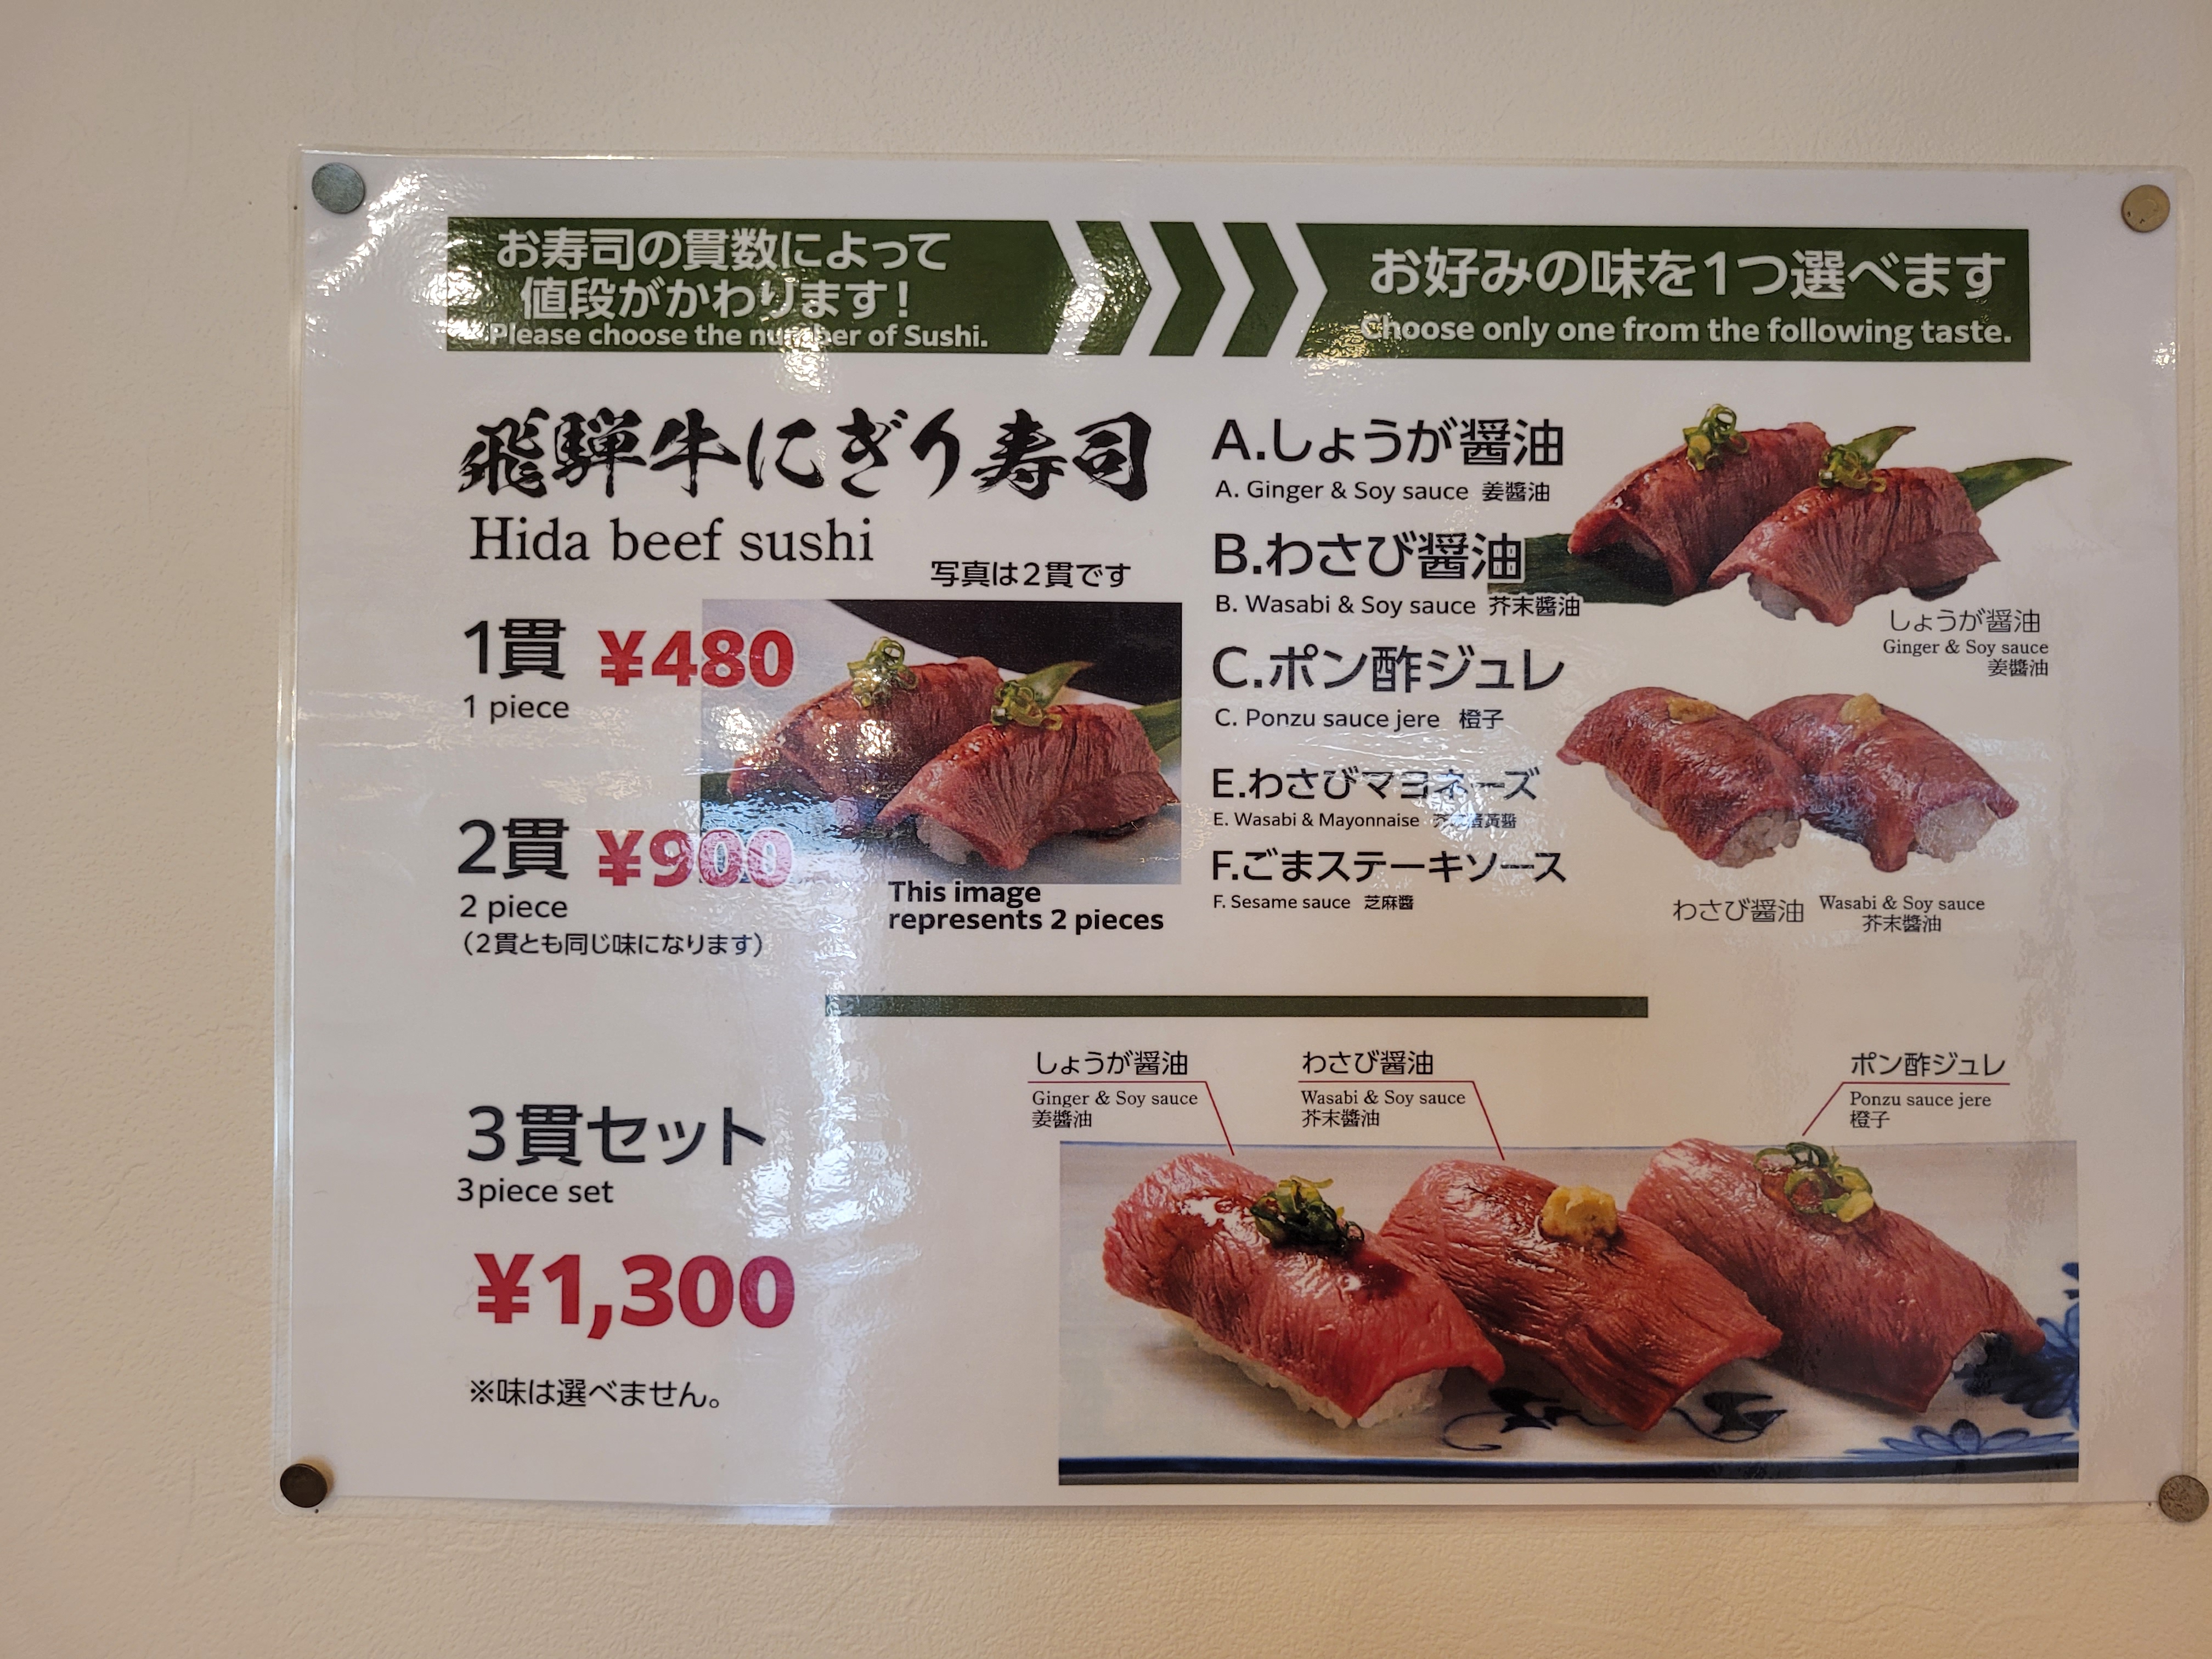 お寿司の貫数によって
値段がかわります!
Please choose the number of Sushi.
お好みの味を1つ選べます
Choose only one from the following taste.
飛騨牛にぎり寿司
Hida beef sushi
写真は2貫です
1貫 ¥480
1 piece
2貫 ¥900
2 piece
(2貫とも同じ味になります)
This image
represents 2 pieces
A.しょうが醤油
A. Ginger & Soy sauce 姜醬油
B.わさび醤油
B. Wasabi & Soy sauce 芥末醬油
C.ポン酢ジュレ
C. Ponzu sauce jere 橙子
E.わさびマヨネーズ
E. Wasabi & Mayonnaise
F.ごまステーキソース
F. Sesame sauce 芝麻醬
しょうが醤油
Ginger & Soy sauce
姜醬油
わさび醤油 Wasabi & Soy sauce
芥末醬油
3貫セット
3piece set
¥1,300
※味は選べません。
しょうが醤油
Ginger & Soy sauce
姜醬油
わさび醤油
Wasabi & Soy sauce
芥末醬油
ポン酢ジュレ
Ponzu sauce jere
橙子